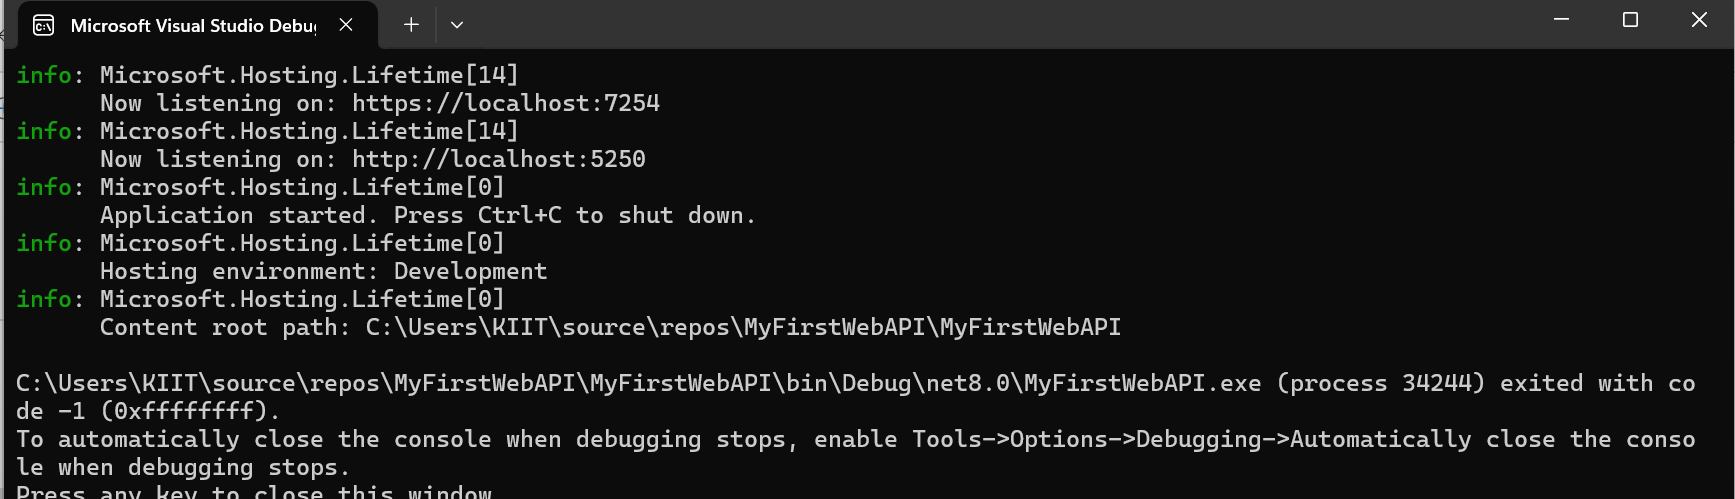 Microsoft Visual Studio Debug
info: Microsoft.Hosting.Lifetime[14]
      Now listening on: https://localhost:7254
info: Microsoft.Hosting.Lifetime[14]
      Now listening on: http://localhost:5250
info: Microsoft.Hosting.Lifetime[0]
      Application started. Press Ctrl+C to shut down.
info: Microsoft.Hosting.Lifetime[0]
      Hosting environment: Development
info: Microsoft.Hosting.Lifetime[0]
      Content root path: C:\Users\KIIT\source\repos\MyFirstWebAPI\MyFirstWebAPI
C:\Users\KIIT\source\repos\MyFirstWebAPI\MyFirstWebAPI\bin\Debug\net8.0\MyFirstWebAPI.exe (process 34244) exited with co
de -1 (0xffffffff).
To automatically close the console when debugging stops, enable Tools->Options->Debugging->Automatically close the conso
le when debugging stops.
Press any key to close this window